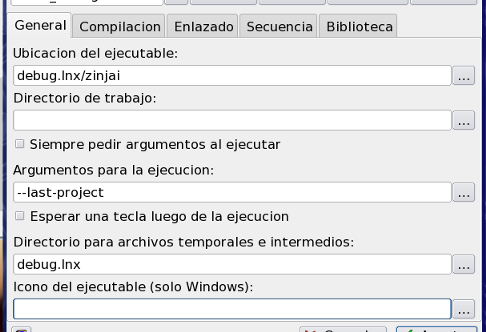 General Compilacion Enlazado Secuencia Biblioteca
Ubicacion del ejecutable:
debug.lnx/zinjai
...
Directorio de trabajo:
...
Siempre pedir argumentos al ejecutar
Argumentos para la ejecucion:
--last-project
...
Esperar una tecla luego de la ejecucion
Directorio para archivos temporales e intermedios:
debug.lnx
...
Icono del ejecutable (solo Windows):
...